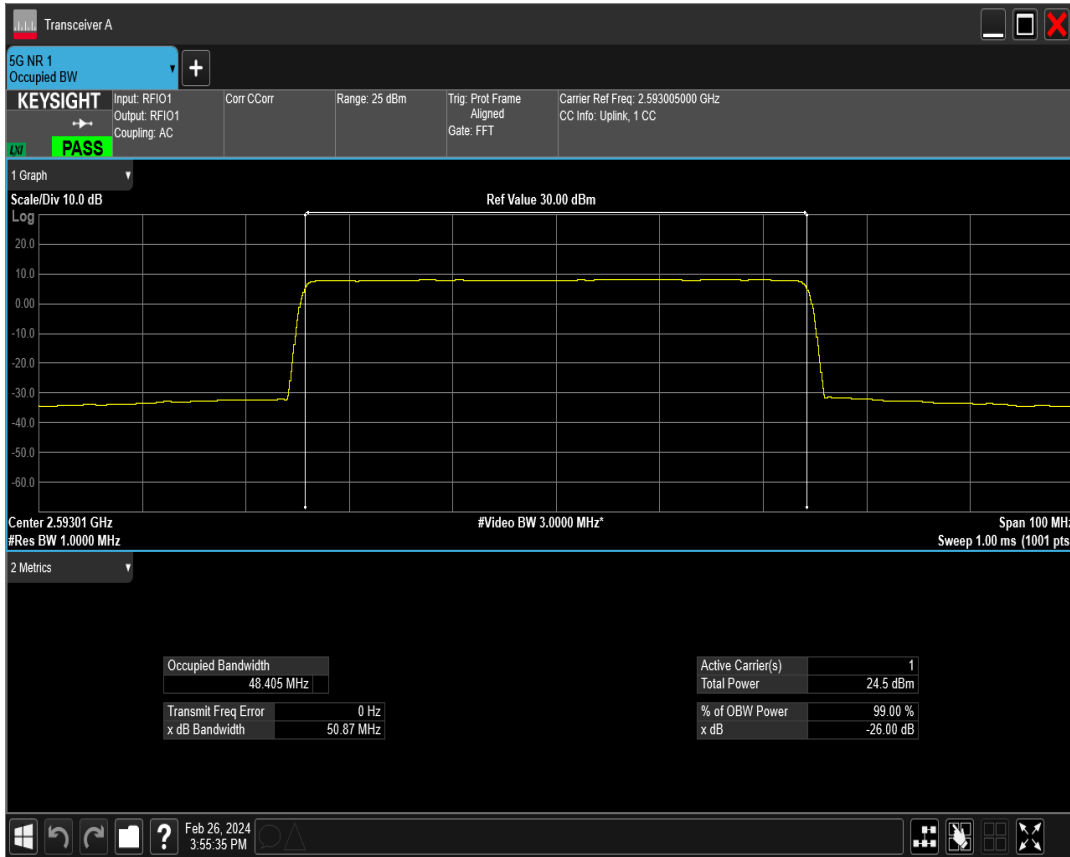 Transceiver A
5G NR 1
Occupied BW
+
KEYSIGHT
LXI
PASS
Input: RFIO1
Output: RFIO1
Coupling: AC
Corr CCorr
Range: 25 dBm
Trig: Prot Frame
Aligned
Gate: FFT
Carrier Ref Freq: 2.593005000 GHz
CC Info: Uplink, 1 CC
1 Graph
Scale/Div 10.0 dB
Ref Value 30.00 dBm
Log
20.0
10.0
0.00
-10.0
-20.0
-30.0
-40.0
-50.0
-60.0
Center 2.59301 GHz
#Video BW 3.0000 MHz*
Span 100 MHz
#Res BW 1.0000 MHz
Sweep 1.00 ms (1001 pts
2 Metrics
Occupied Bandwidth
48.405 MHz
Transmit Freq Error 0 Hz
x dB Bandwidth 50.87 MHz
Active Carrier(s) 1
Total Power 24.5 dBm
% of OBW Power 99.00 %
x dB -26.00 dB
?
Feb 26, 2024
3:55:35 PM